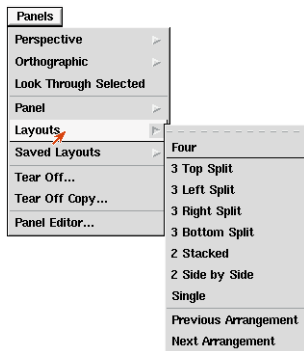 Panels
Perspective
Orthographic
Look Through Selected
Panel
Layouts
Saved Layouts
Tear Off...
Tear Off Copy...
Panel Editor...
Four
3 Top Split
3 Left Split
3 Right Split
3 Bottom Split
2 Stacked
2 Side by Side
Single
Previous Arrangement
Next Arrangement